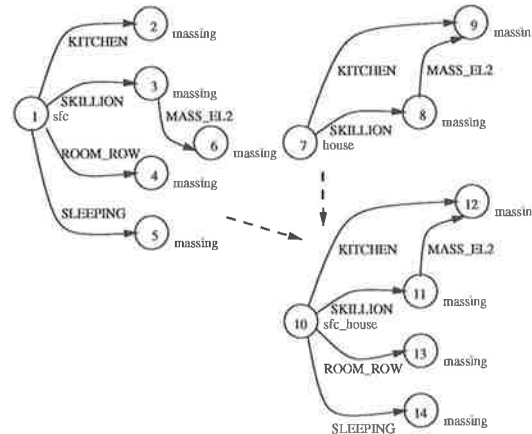 2 massing
KITCHEN
SKILLION
3 massing
1 sfc
MASS_EL2
6 massing
ROOM_ROW
4 massing
SLEEPING
5 massing
9 massin
KITCHEN
MASS_EL2
8 massing
SKILLION
7 house
12 massin
KITCHEN
MASS_EL2
11 massing
SKILLION
10 sfc_house
13 massing
ROOM_ROW
14 massing
SLEEPING